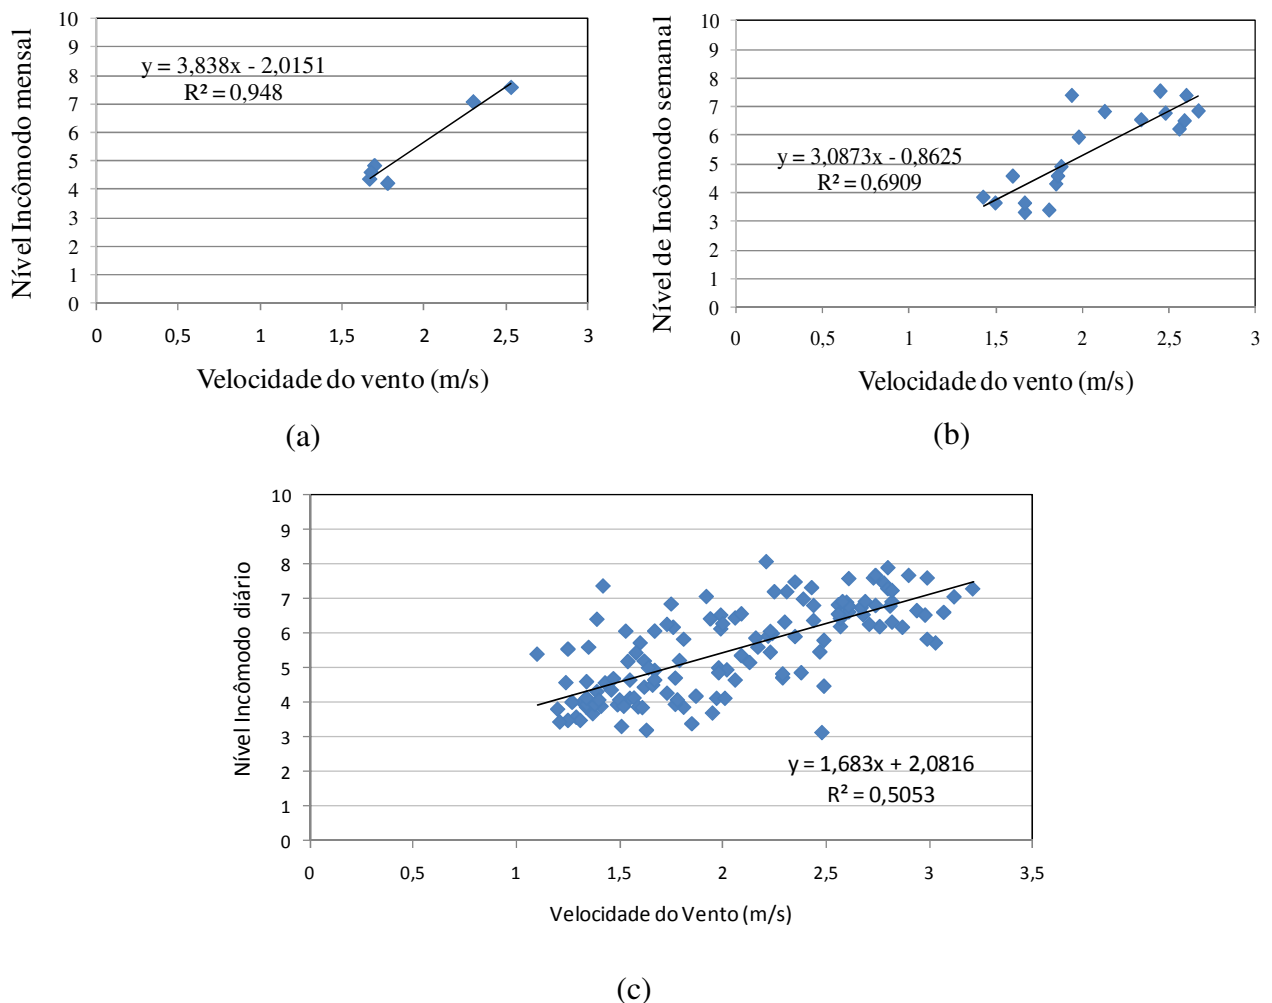 10
9
8
7
6
5
4
3
2
1
0
Nível Incômodo mensal
y = 3,838x - 2,0151
R² = 0,948
0 0,5 1 1,5 2 2,5 3
Velocidade do vento (m/s)
(a)
10
9
8
7
6
5
4
3
2
1
0
Nível de Incômodo semanal
y = 3,0873x - 0,8625
R² = 0,6909
0 0,5 1 1,5 2 2,5 3
Velocidade do vento (m/s)
(b)
10
9
8
7
6
5
4
3
2
1
0
Nível Incômodo diário
y = 1,683x + 2,0816
R² = 0,5053
0 0,5 1 1,5 2 2,5 3 3,5
Velocidade do Vento (m/s)
(c)